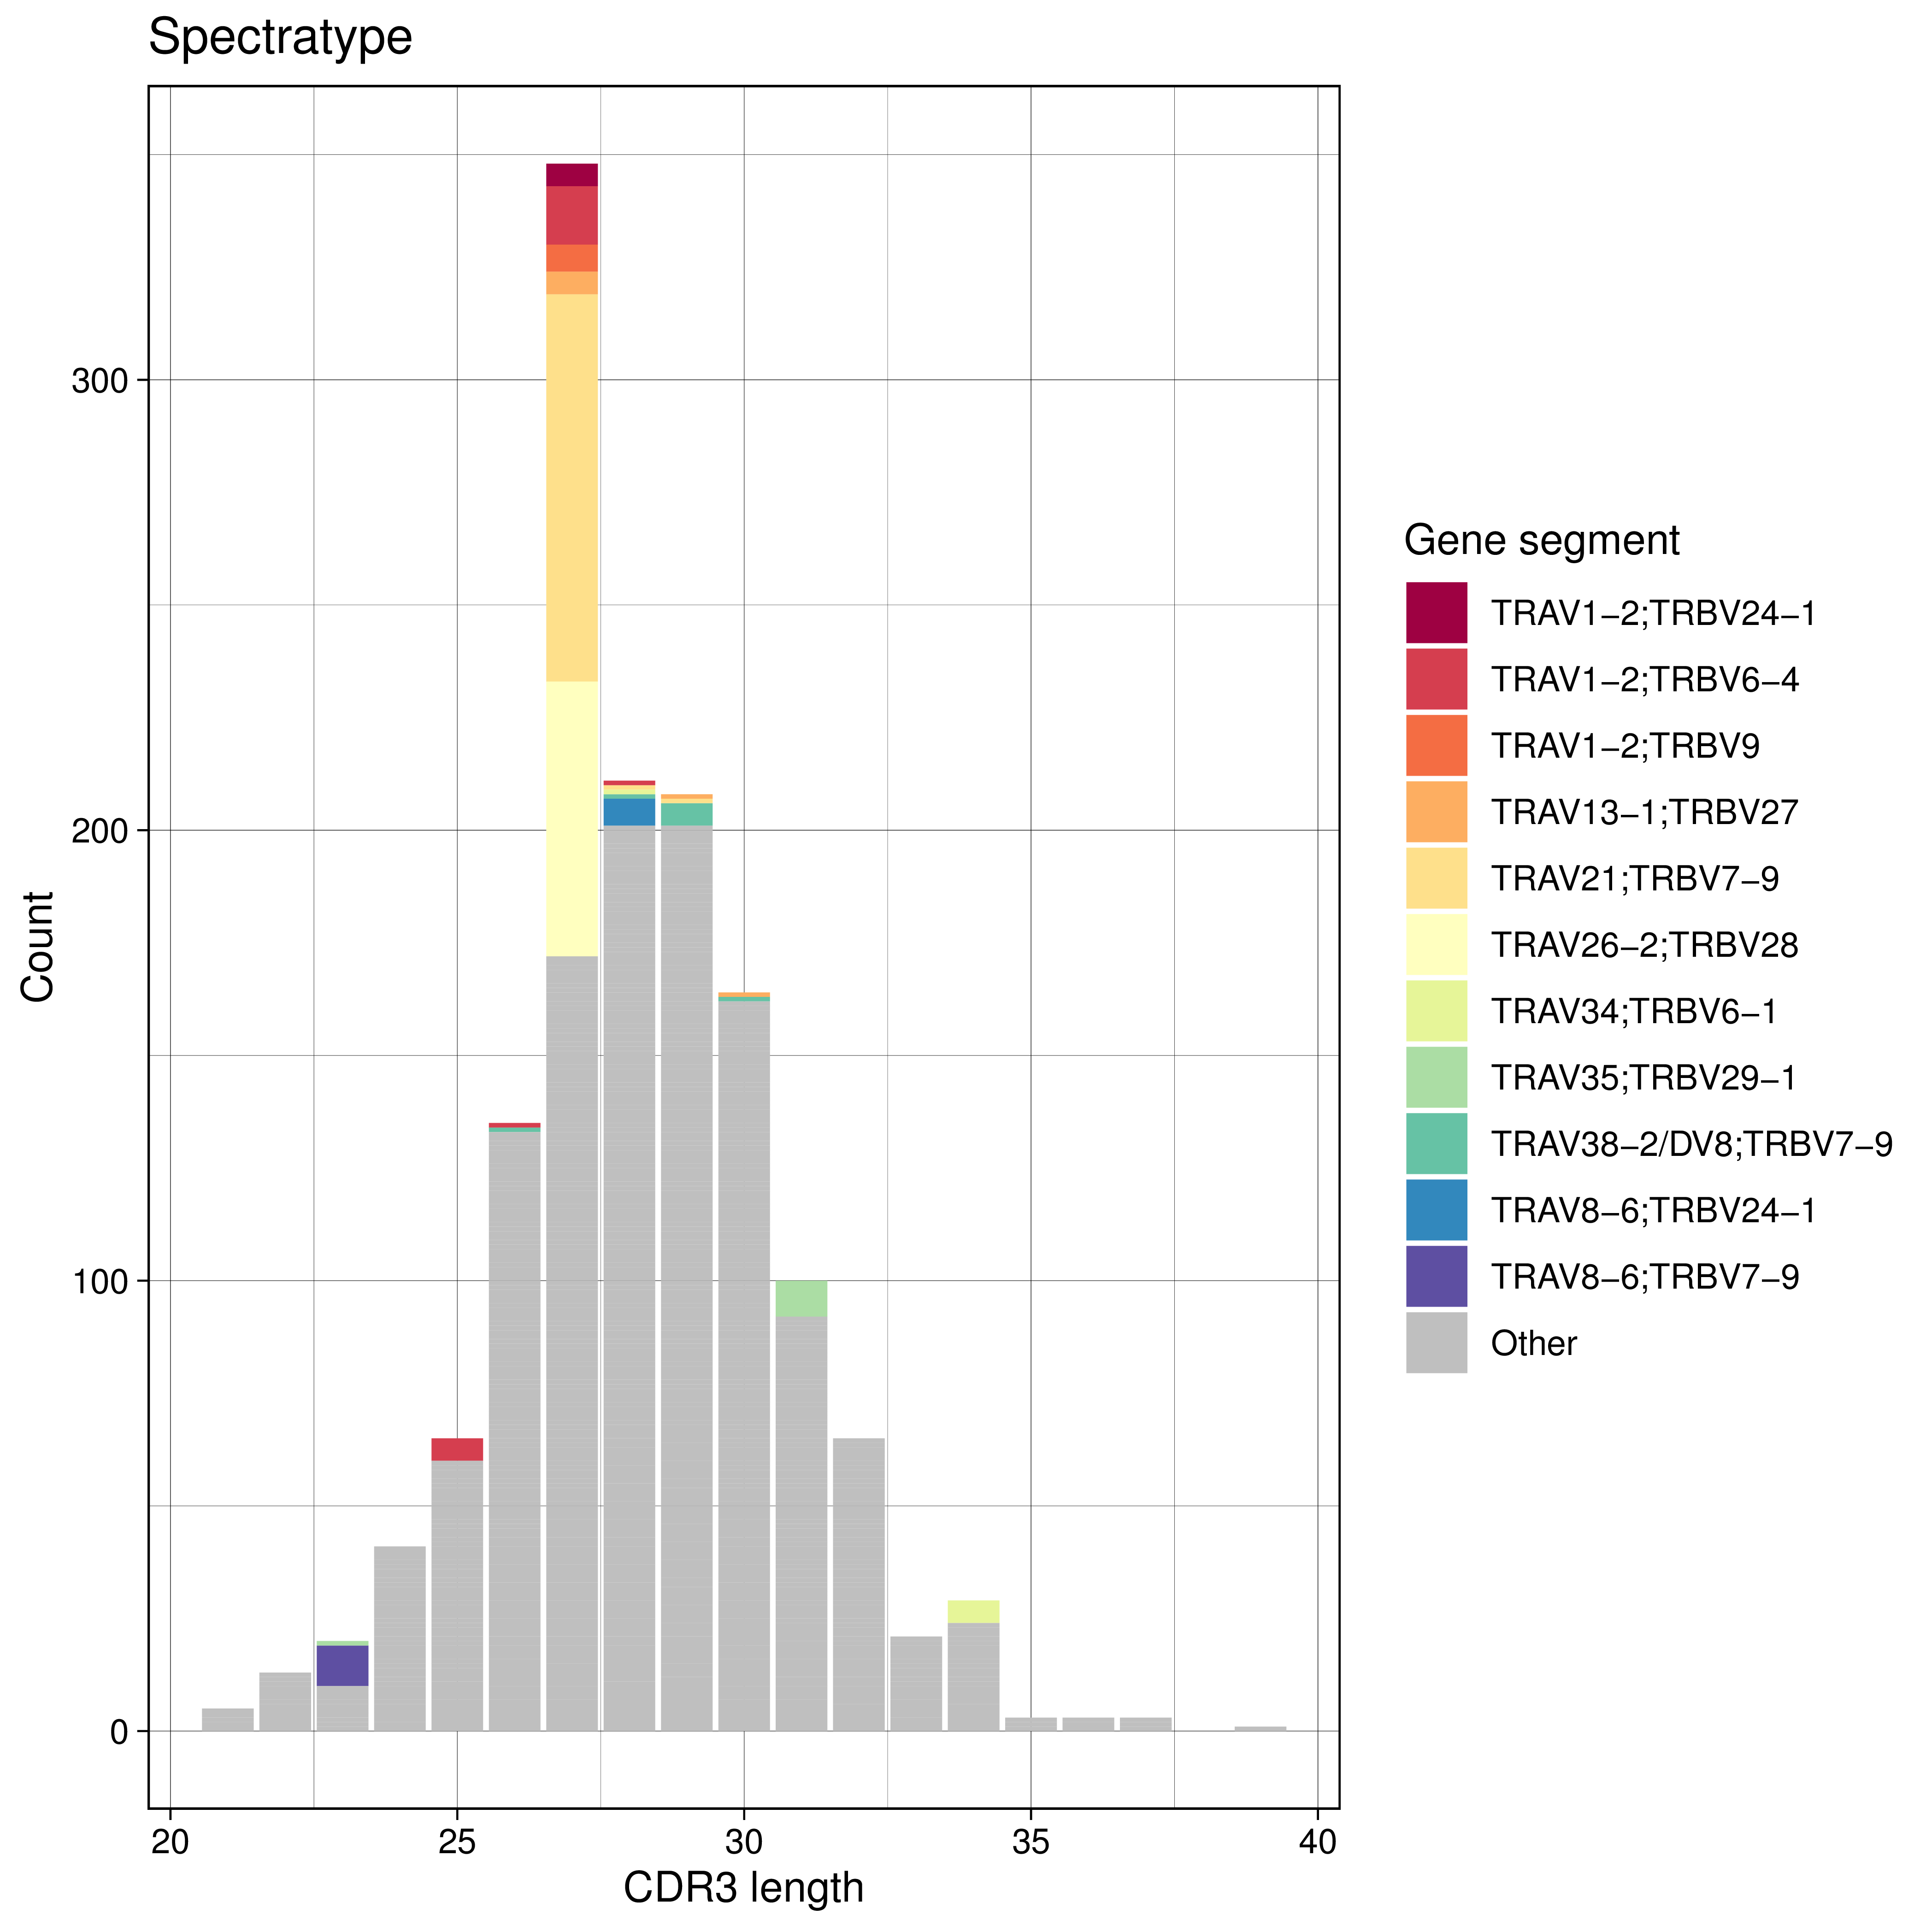 Spectratype
300
200
100
0
Count
20 25 30 35 40
CDR3 length
Gene segment
TRAV1−2;TRBV24−1
TRAV1−2;TRBV6−4
TRAV1−2;TRBV9
TRAV13−1;TRBV27
TRAV21;TRBV7−9
TRAV26−2;TRBV28
TRAV34;TRBV6−1
TRAV35;TRBV29−1
TRAV38−2/DV8;TRBV7−9
TRAV8−6;TRBV24−1
TRAV8−6;TRBV7−9
Other